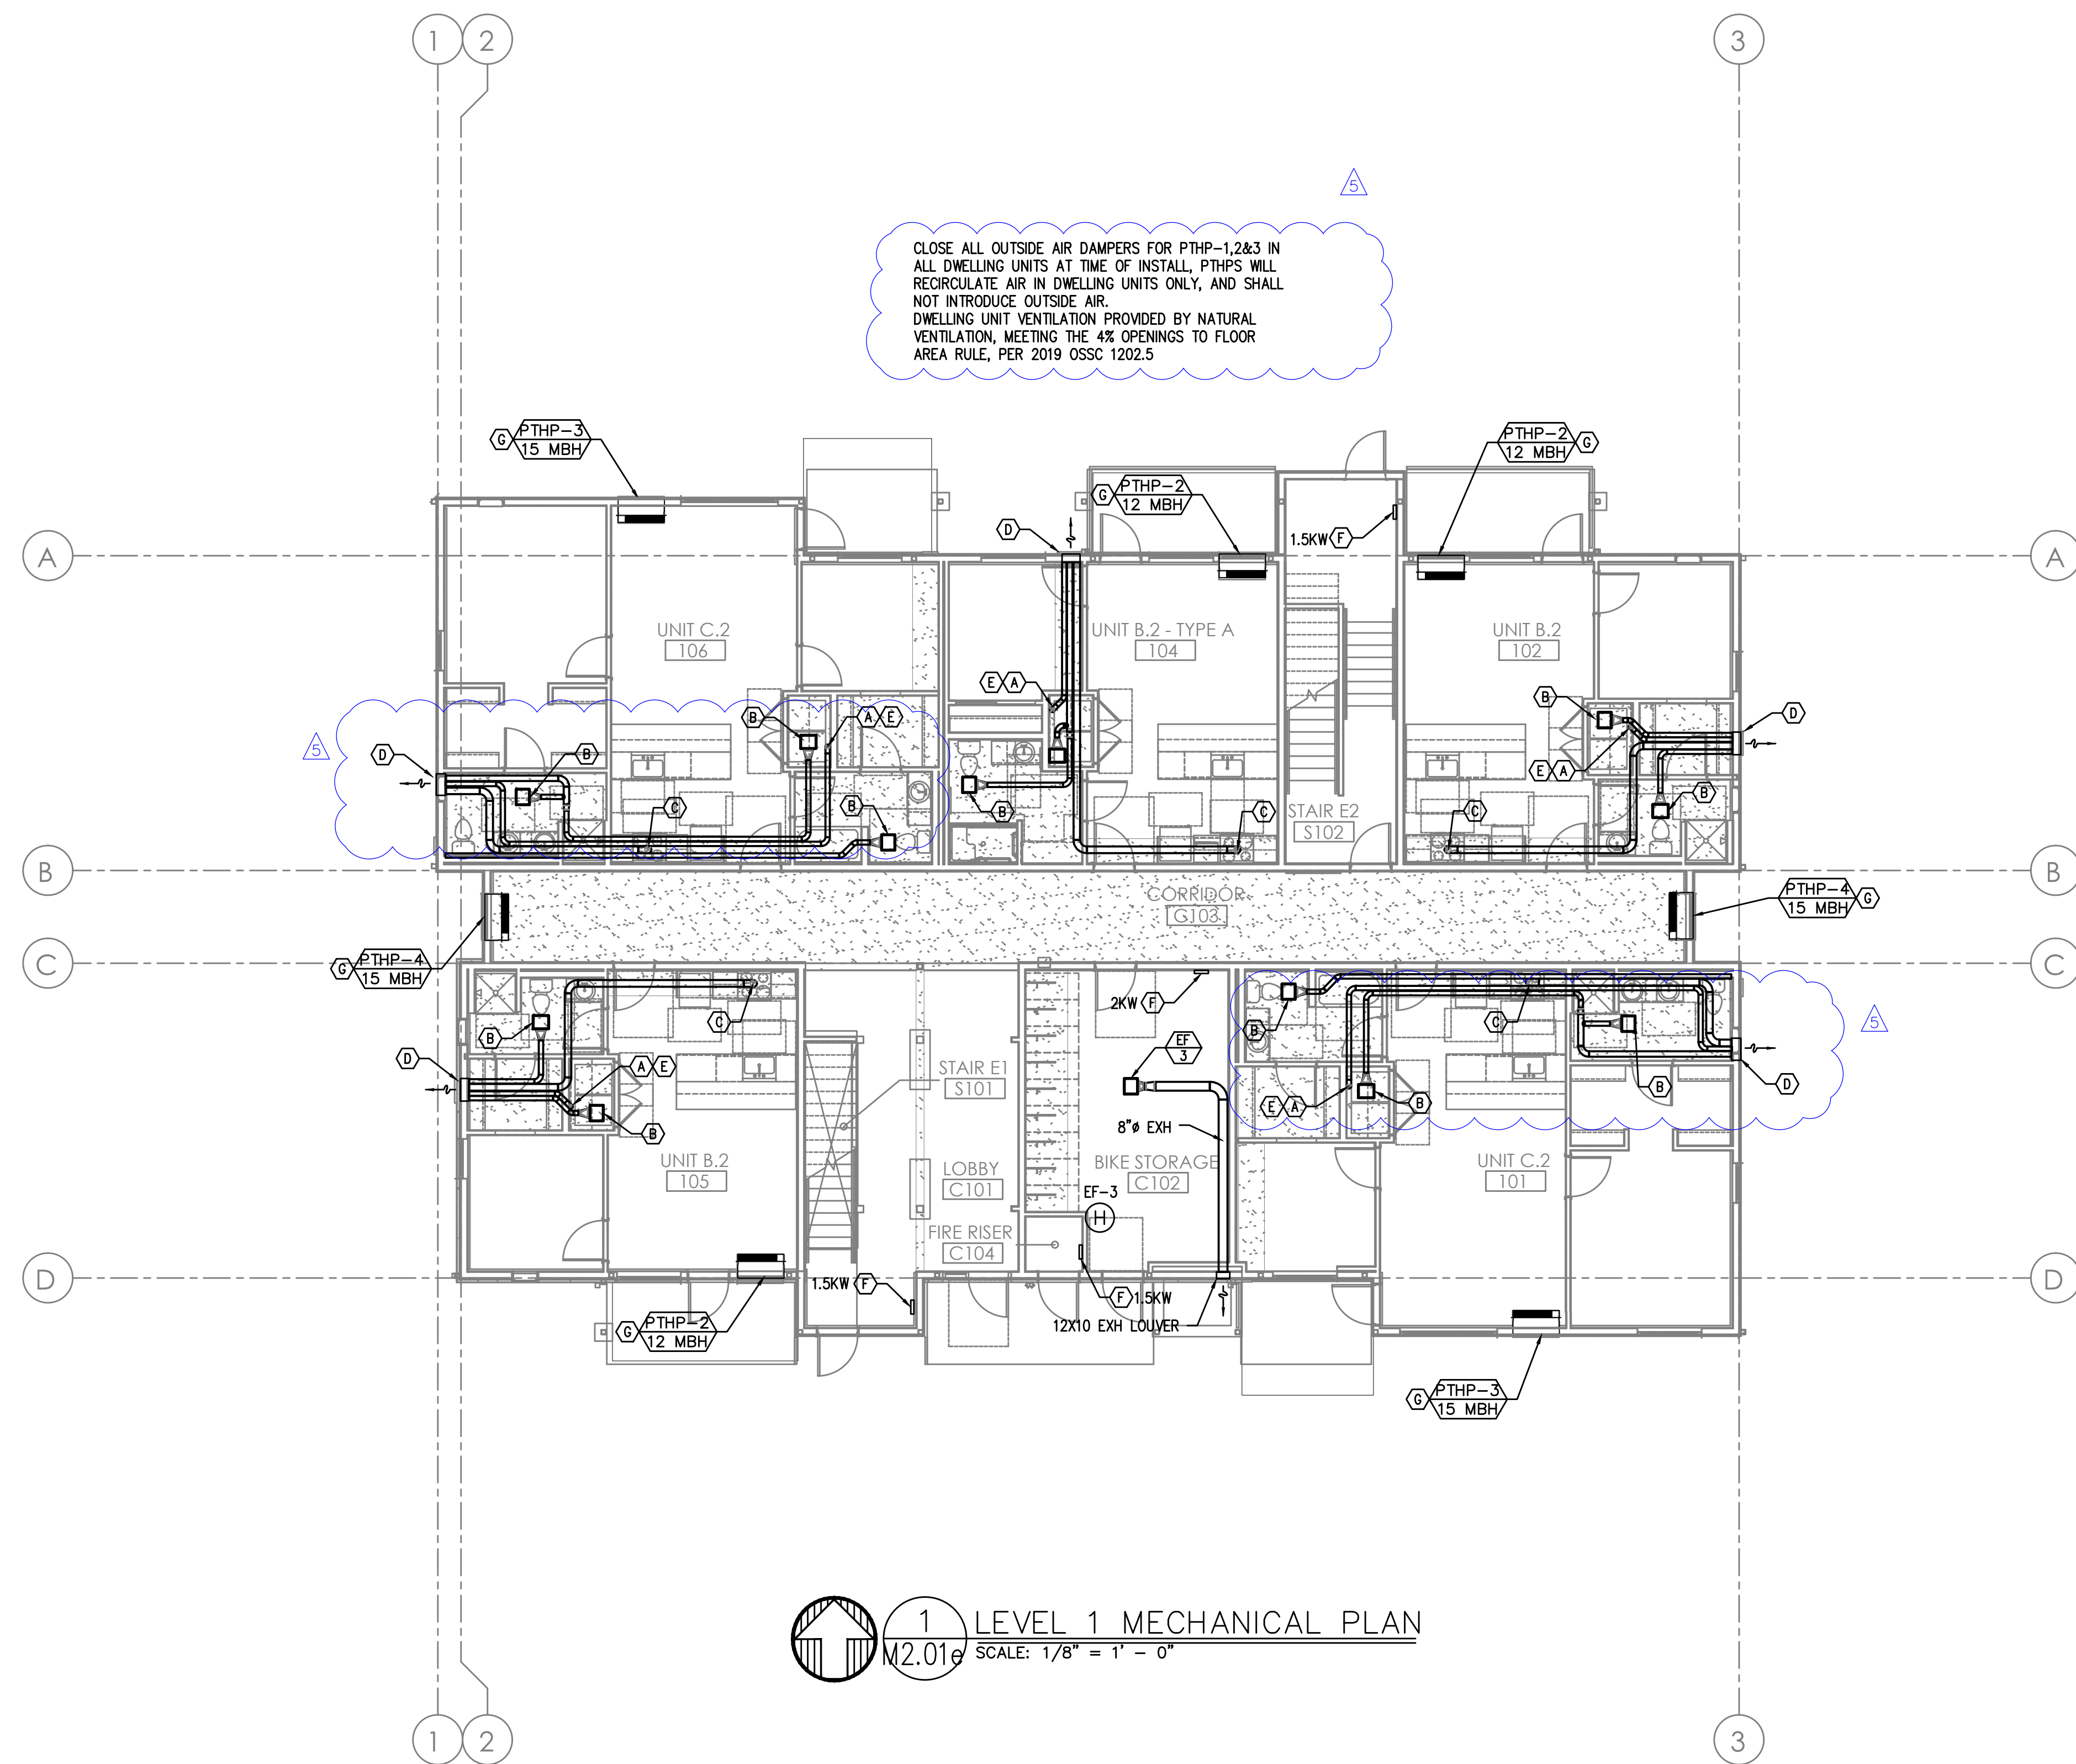 1
2
3
5
CLOSE ALL OUTSIDE AIR DAMPERS FOR PTHP-1,2&3 IN
ALL DWELLING UNITS AT TIME OF INSTALL, PTHPS WILL
RECIRCULATE AIR IN DWELLING UNITS ONLY, AND SHALL
NOT INTRODUCE OUTSIDE AIR.
DWELLING UNIT VENTILATION PROVIDED BY NATURAL
VENTILATION, MEETING THE 4% OPENINGS TO FLOOR
AREA RULE, PER 2019 OSSC 1202.5
G
PTHP-3
15 MBH
PTHP-2
12 MBH
G
G
PTHP-2
12 MBH
D
1.5KW
F
A
A
UNIT C.2
106
UNIT B.2 - TYPE A
104
UNIT B.2
102
E
A
B
D
B
A
E
5
D
B
E
A
B
B
C
B
C
STAIR E2
S102
C
B
B
CORRIDOR
C103
PTHP-4
15 MBH
G
G
PTHP-4
15 MBH
C
C
2KW
F
B
C
B
C
5
EF
3
D
A
E
STAIR E1
S101
D
B
E
A
B
B
8"ø EXH
UNIT B.2
105
LOBBY
C101
BIKE STORAGE
C102
UNIT C.2
101
EF-3
H
FIRE RISER
C104
D
D
1.5KW
F
F
1.5KW
G
PTHP-2
12 MBH
12X10 EXH LOUVER
G
PTHP-3
15 MBH
1
M2.01e
LEVEL 1 MECHANICAL PLAN
SCALE: 1/8" = 1' - 0"
1
2
3